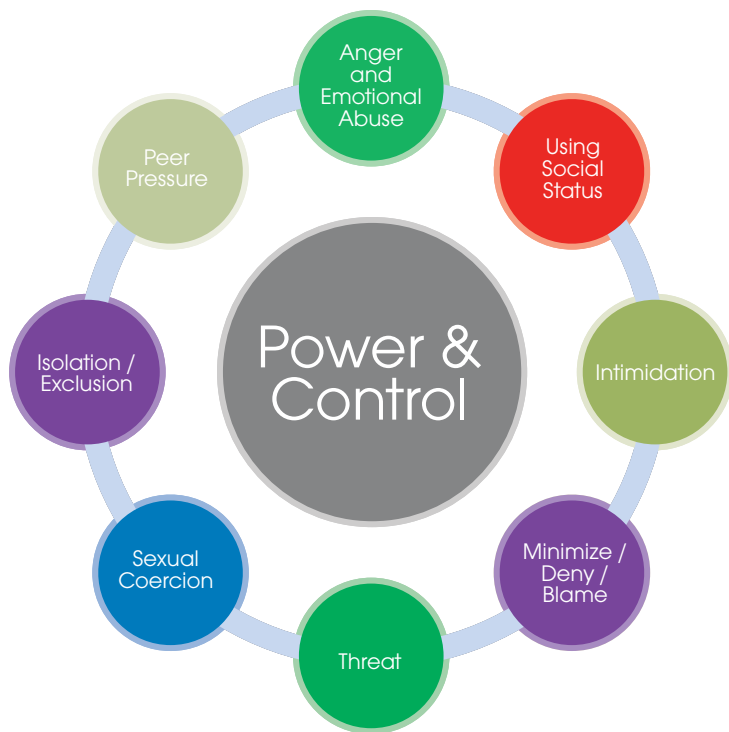 Anger
and
Emotional
Abuse
Using
Social
Status
Intimidation
Minimize /
Deny /
Blame
Threat
Sexual
Coercion
Isolation /
Exclusion
Peer
Pressure
Power &
Control